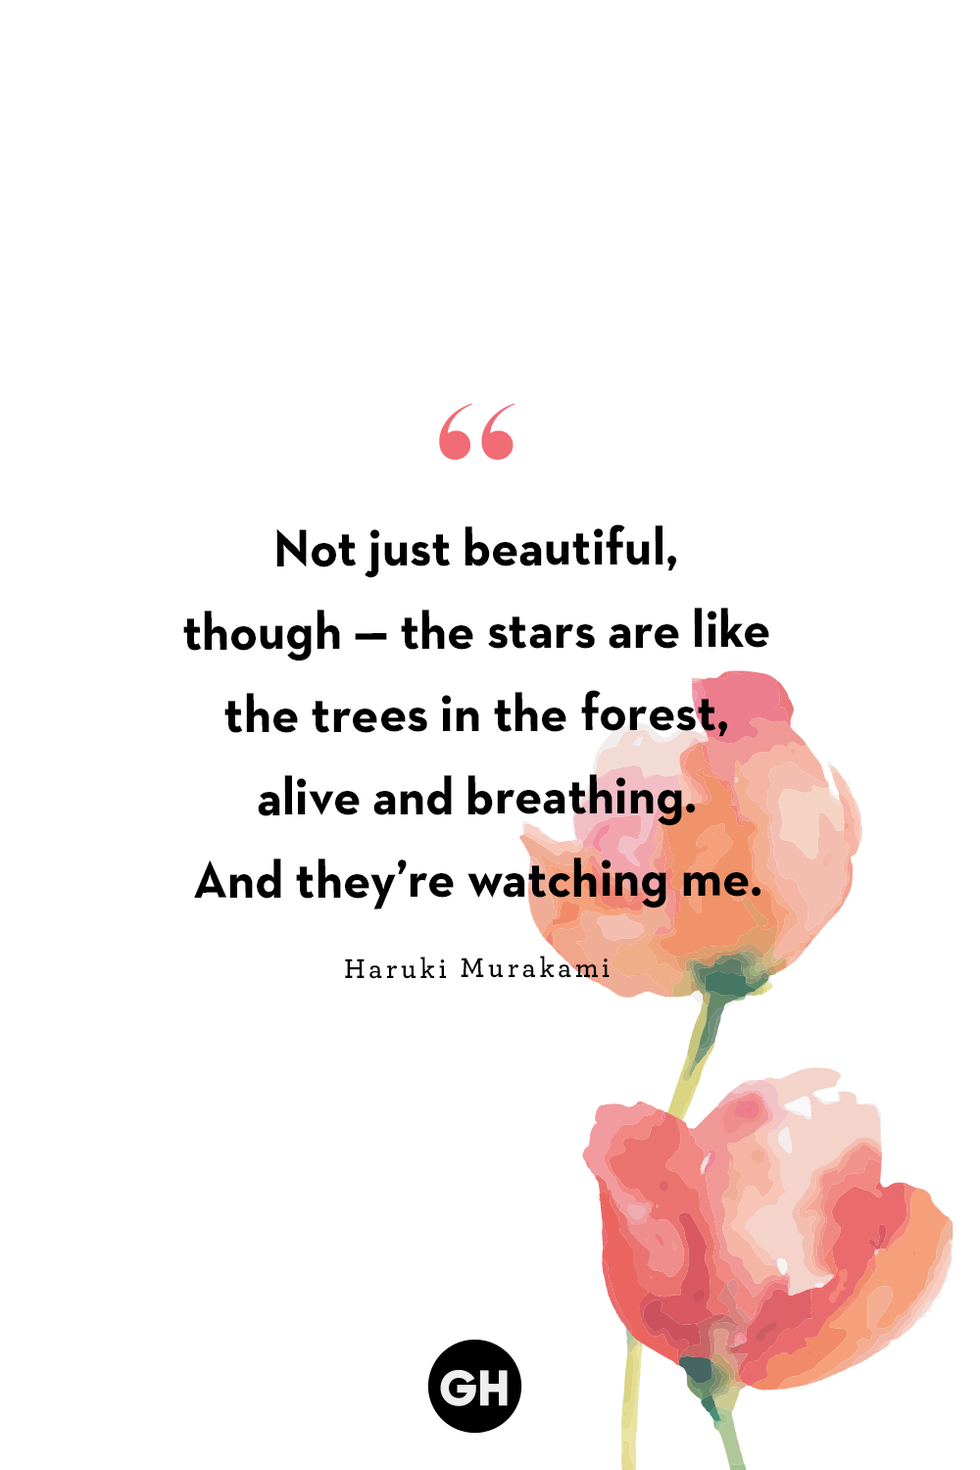 “
Not just beautiful,
though — the stars are like
the trees in the forest,
alive and breathing.
And they’re watching me.
Haruki Murakami
GH